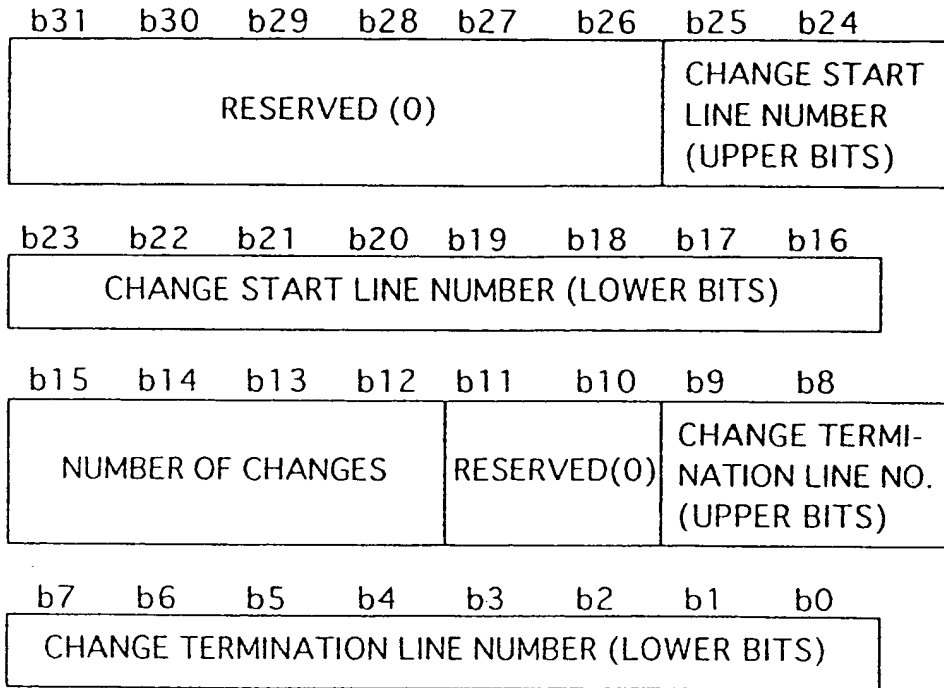 b31 b30 b29 b28 b27 b26 b25 b24
RESERVED (0)
CHANGE START
LINE NUMBER
(UPPER BITS)
b23 b22 b21 b20 b19 b18 b17 b16
CHANGE START LINE NUMBER (LOWER BITS)
b15 b14 b13 b12 b11 b10 b9 b8
NUMBER OF CHANGES
RESERVED(0)
CHANGE TERMI-
NATION LINE NO.
(UPPER BITS)
b7 b6 b5 b4 b3 b2 b1 b0
CHANGE TERMINATION LINE NUMBER (LOWER BITS)